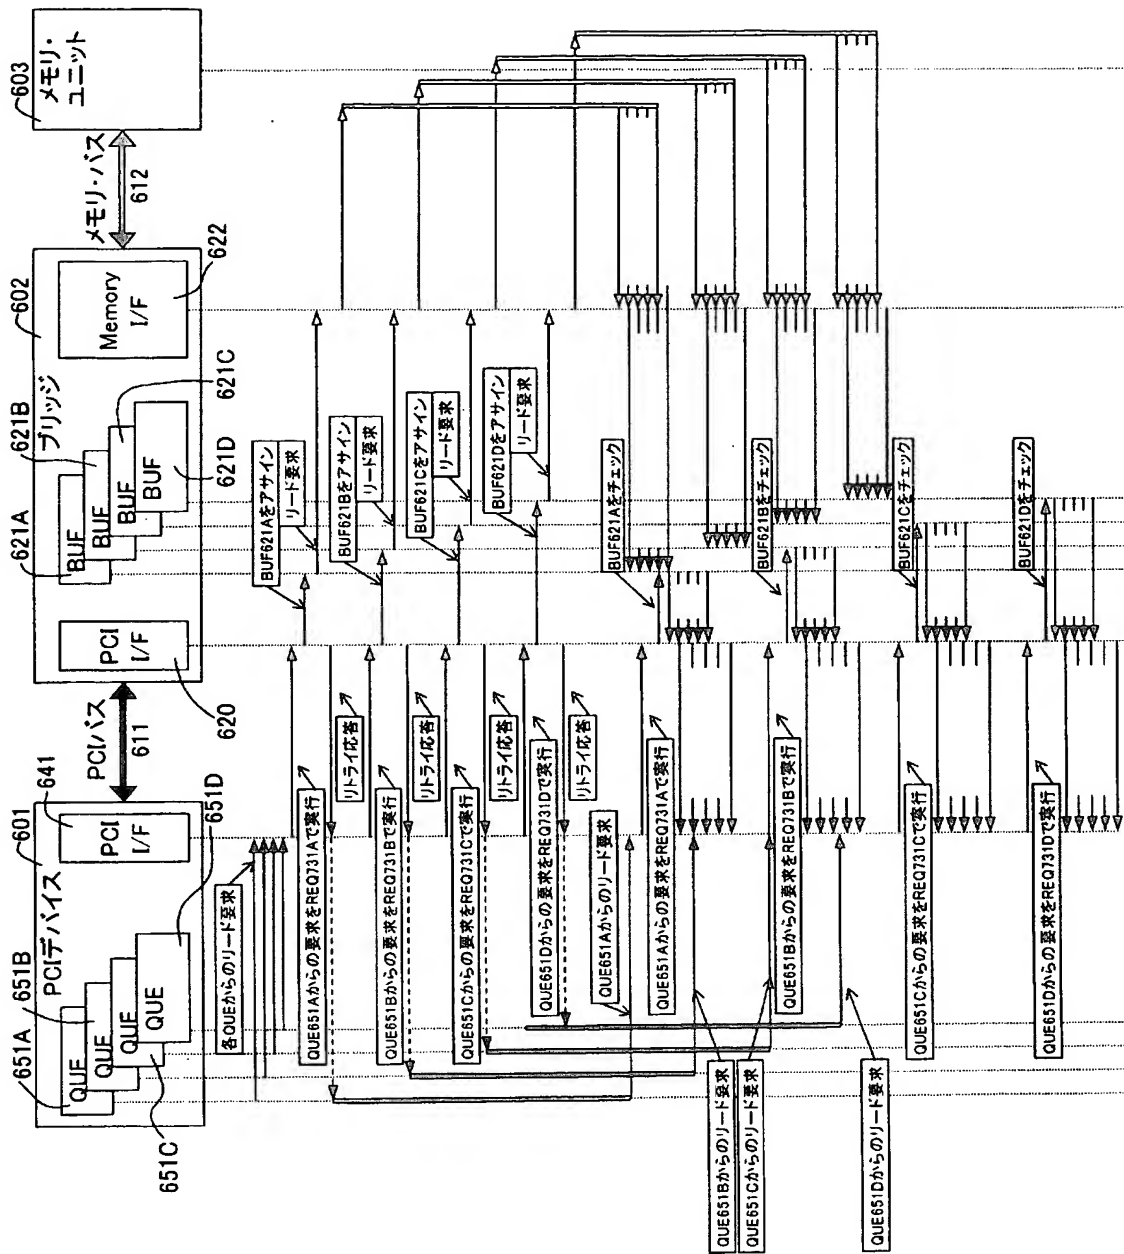 601
PCIデバイス
651A
651B
QUE
QUE
QUE
QUE
651C
651D
641
PCI
I/F
PCIバス
611
602
ブリッジ
620
PCI
I/F
621A
621B
BUF
BUF
BUF
BUF
621C
621D
Memory
I/F
622
メモリ・バス
612
603
メモリ・
ユニット
各QUEからのリード要求
QUE651Aからの要求をREQ731Aで実行
リトライ応答
QUE651Bからの要求をREQ731Bで実行
リトライ応答
QUE651Cからの要求をREQ731Cで実行
リトライ応答
QUE651Dからの要求をREQ731Dで実行
リトライ応答
BUF621Aをアサイン
リード要求
BUF621Bをアサイン
リード要求
BUF621Cをアサイン
リード要求
BUF621Dをアサイン
リード要求
QUE651Aからのリード要求
QUE651Aからの要求をREQ731Aで実行
BUF621Aをチェック
QUE651Bからのリード要求
QUE651Cからのリード要求
QUE651Bからの要求をREQ731Bで実行
BUF621Bをチェック
QUE651Dからのリード要求
QUE651Cからの要求をREQ731Cで実行
BUF621Cをチェック
QUE651Dからの要求をREQ731Dで実行
BUF621Dをチェック